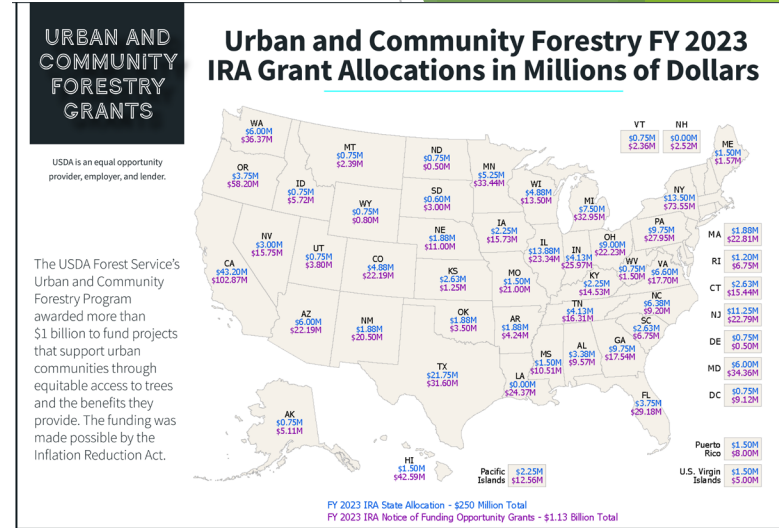 URBAN AND
COMMUNITY
FORESTRY
GRANTS
USDA is an equal opportunity
provider, employer, and lender.
The USDA Forest Service's
Urban and Community
Forestry Program
awarded more than
$1 billion to fund projects
that support urban
communities through
equitable access to trees
and the benefits they
provide. The funding was
made possible by the
Inflation Reduction Act.
Urban and Community Forestry FY 2023
IRA Grant Allocations in Millions of Dollars
WA
$6.00M
$36.37M
OR
$3.75M
$58.20M
ID
$0.75M
$5.72M
MT
$0.75M
$2.39M
ND
$0.75M
$0.50M
MN
$5.25M
$33.44M
WI
$4.88M
$13.50M
MI
$7.50M
$32.95M
VT
$0.75M
$2.36M
NH
$0.00M
$2.52M
ME
$1.50M
$1.57M
NY
$13.50M
$73.55M
WY
$0.75M
$0.80M
SD
$0.60M
$3.00M
IA
$2.25M
$15.73M
NE
$1.88M
$11.00M
NV
$3.00M
$15.75M
UT
$0.75M
$3.80M
CO
$4.88M
$22.19M
CA
$43.20M
$102.87M
KS
$2.63M
$1.25M
MO
$1.50M
$21.00M
IL
$13.88M
$23.34M
IN
$4.13M
$25.97M
OH
$9.00M
$22.23M
PA
$9.75M
$27.95M
WV
$0.75M
$1.50M
VA
$6.60M
$17.70M
KY
$2.25M
$14.53M
NC
$6.38M
$9.20M
TN
$4.13M
$16.31M
SC
$2.63M
$6.75M
AZ
$6.00M
$22.19M
NM
$1.88M
$20.50M
OK
$1.88M
$3.50M
AR
$1.88M
$4.24M
MS
$1.50M
$10.51M
AL
$3.38M
$9.57M
GA
$9.75M
$17.54M
TX
$21.75M
$31.60M
LA
$0.00M
$24.37M
FL
$3.75M
$29.18M
AK
$0.75M
$5.11M
HI
$1.50M
$42.59M
Pacific
Islands
$2.25M
$12.56M
MA
$1.88M
$22.81M
RI
$1.20M
$6.75M
CT
$2.63M
$15.44M
NJ
$11.25M
$22.79M
DE
$0.75M
$0.50M
MD
$6.00M
$34.36M
DC
$0.75M
$9.12M
Puerto
Rico
$1.50M
$8.00M
U.S. Virgin
Islands
$1.50M
$5.00M
FY 2023 IRA State Allocation - $250 Million Total
FY 2023 IRA Notice of Funding Opportunity Grants - $1.13 Billion Total